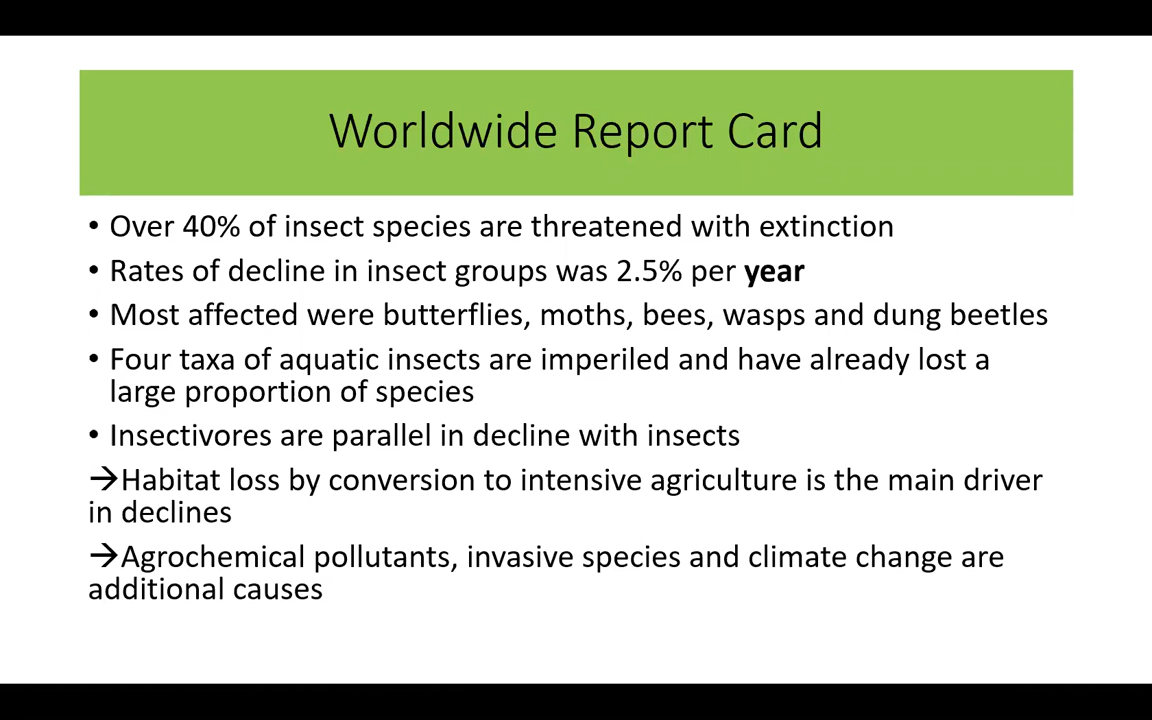 Worldwide Report Card
• Over 40% of insect species are threatened with extinction
• Rates of decline in insect groups was 2.5% per year
• Most affected were butterflies, moths, bees, wasps and dung beetles
• Four taxa of aquatic insects are imperiled and have already lost a
large proportion of species
• Insectivores are parallel in decline with insects
→Habitat loss by conversion to intensive agriculture is the main driver
in declines
→Agrochemical pollutants, invasive species and climate change are
additional causes